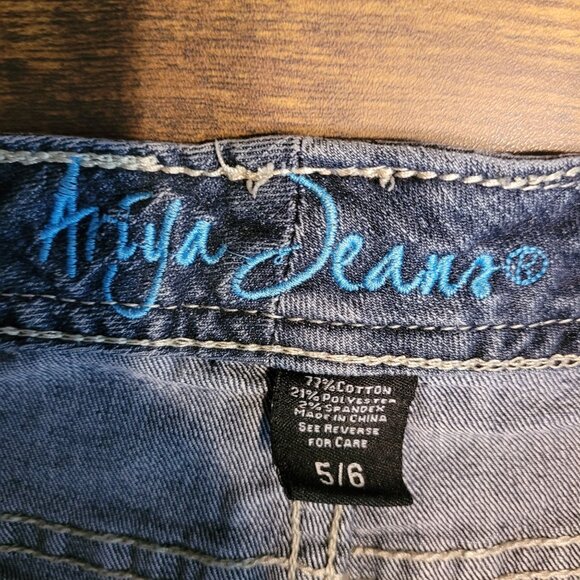 Ariya Jeans®
77% COTTON
21% POLYESTER
2% SPANDEX
MADE IN CHINA
SEE REVERSE
FOR CARE
5/6